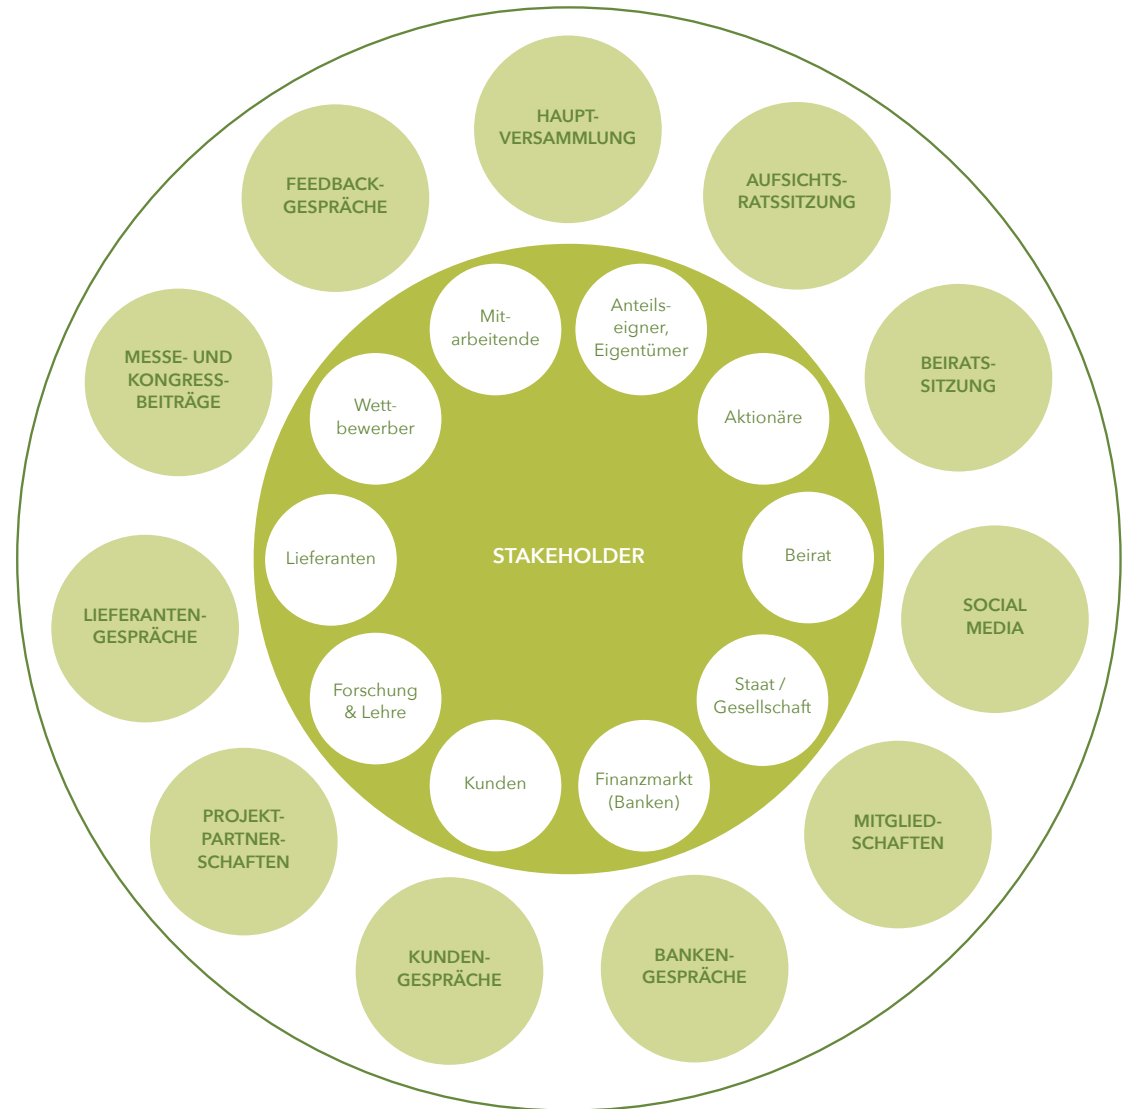 HAUPT-
VERSAMMLUNG
AUFSICHTS-
RATSSITZUNG
BEIRATS-
SITZUNG
SOCIAL
MEDIA
MITGLIED-
SCHAFTEN
BANKEN-
GESPRÄCHE
KUNDEN-
GESPRÄCHE
PROJEKT-
PARTNER-
SCHAFTEN
LIEFERANTEN-
GESPRÄCHE
MESSE- UND
KONGRESS-
BEITRÄGE
FEEDBACK-
GESPRÄCHE
Mit-
arbeitende
Anteils-
eigner,
Eigentümer
Aktionäre
Beirat
Staat /
Gesellschaft
Finanzmarkt
(Banken)
Kunden
Forschung
& Lehre
Lieferanten
Wett-
bewerber
STAKEHOLDER